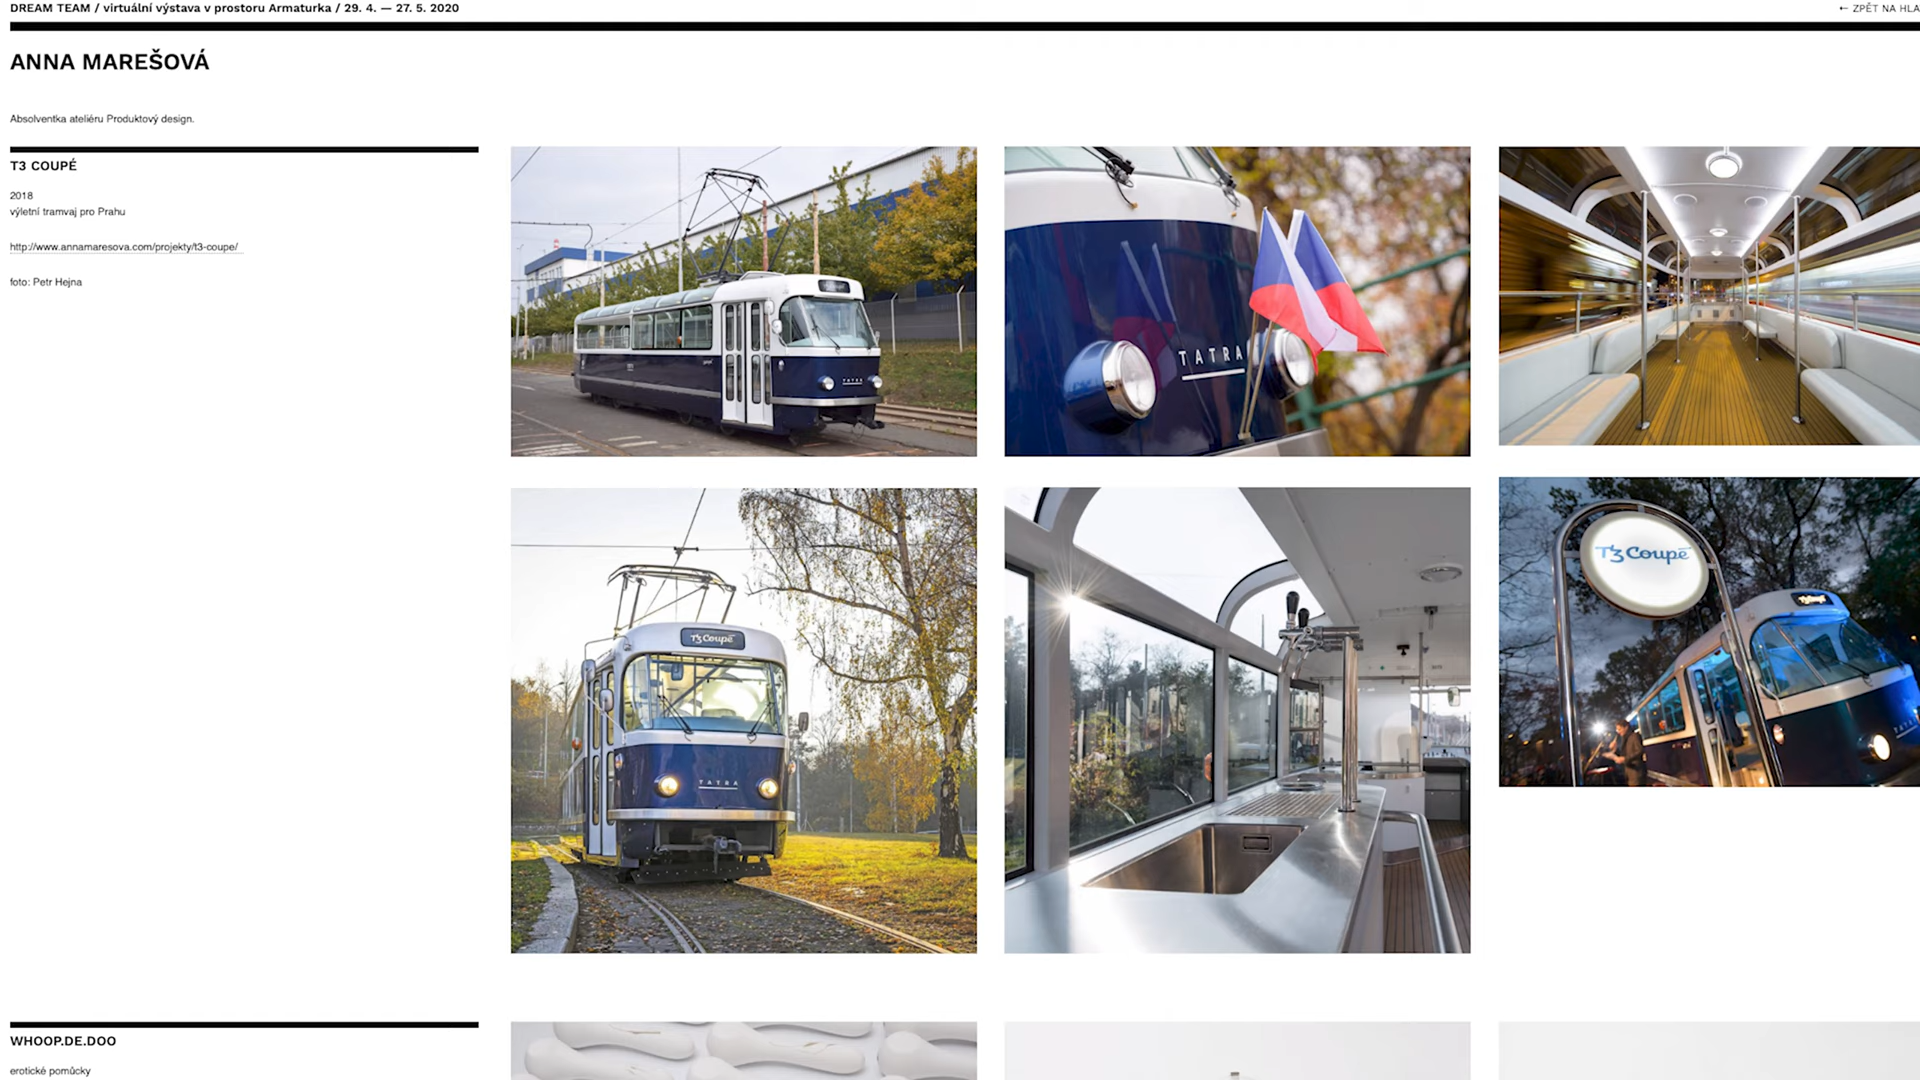 DREAM TEAM / virtuální výstava v prostoru Armaturka / 29. 4. — 27. 5. 2020
← ZPĚT NA HLA
ANNA MAREŠOVÁ
Absolventka ateliéru Produktový design.
T3 COUPÉ
2018
výletní tramvaj pro Prahu
http://www.annamaresova.com/projekty/t3-coupe/
foto: Petr Hejna
TATRA
TATRA
T3 Coupé
T3 Coupé
TATRA
WHOOP.DE.DOO
erotické pomůcky